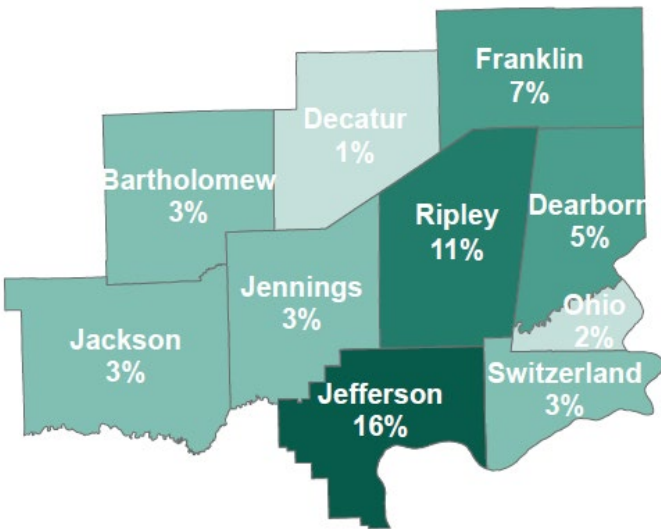 Franklin
7%
Decatur
1%
Bartholomew
3%
Ripley
11%
Dearborn
5%
Jennings
3%
Ohio
2%
Jackson
3%
Switzerland
3%
Jefferson
16%